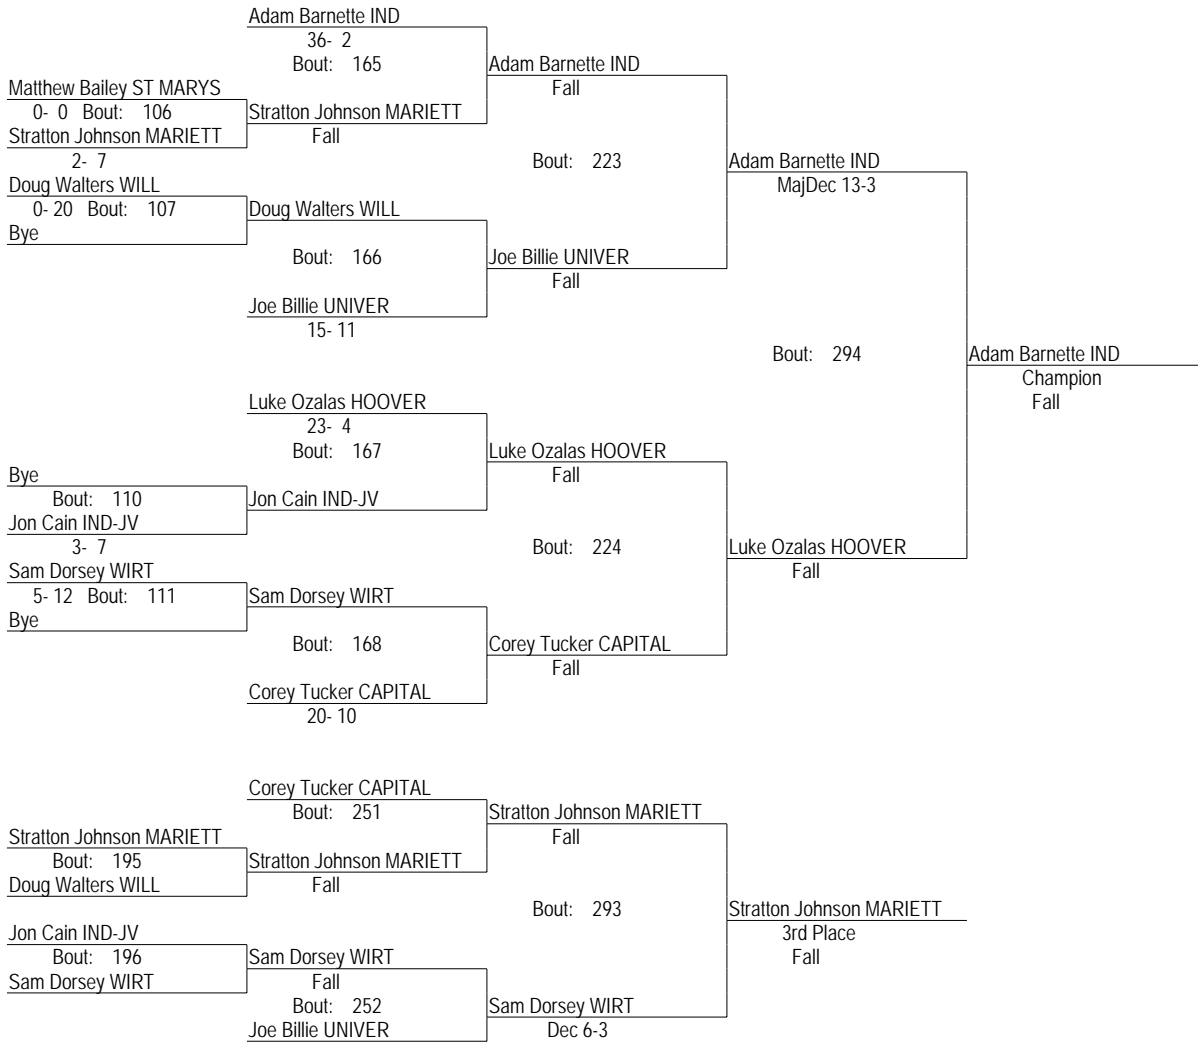 Adam Barnette IND
36- 2
Bout: 165
Adam Barnette IND
Fall
Matthew Bailey ST MARYS
0- 0 Bout: 106
Stratton Johnson MARIETT
Fall
Stratton Johnson MARIETT
2- 7
Bout: 223
Adam Barnette IND
MajDec 13-3
Doug Walters WILL
0- 20 Bout: 107
Doug Walters WILL
Bye
Bout: 166
Joe Billie UNIVER
Fall
Joe Billie UNIVER
15- 11
Bout: 294
Adam Barnette IND
Champion
Fall
Luke Ozalas HOOVER
23- 4
Bout: 167
Luke Ozalas HOOVER
Fall
Bye
Bout: 110
Jon Cain IND-JV
Jon Cain IND-JV
3- 7
Bout: 224
Luke Ozalas HOOVER
Fall
Sam Dorsey WIRT
5- 12 Bout: 111
Sam Dorsey WIRT
Bye
Bout: 168
Corey Tucker CAPITAL
Fall
Corey Tucker CAPITAL
20- 10
Corey Tucker CAPITAL
Bout: 251
Stratton Johnson MARIETT
Fall
Stratton Johnson MARIETT
Bout: 195
Stratton Johnson MARIETT
Fall
Doug Walters WILL
Bout: 293
Stratton Johnson MARIETT
3rd Place
Fall
Jon Cain IND-JV
Bout: 196
Sam Dorsey WIRT
Fall
Sam Dorsey WIRT
Bout: 252
Sam Dorsey WIRT
Dec 6-3
Joe Billie UNIVER